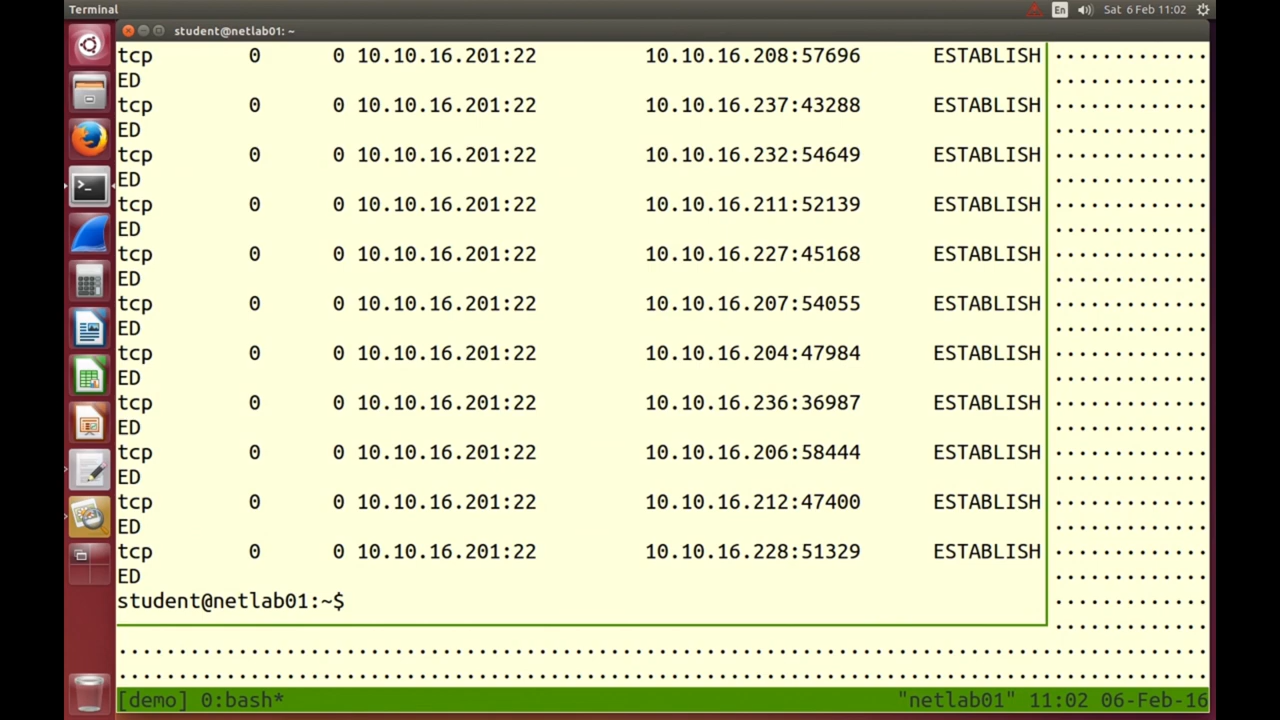 Terminal
En
Sat 6 Feb 11:02
student@netlab01: ~
tcp 0 0 10.10.16.201:22 10.10.16.208:57696 ESTABLISH
ED
tcp 0 0 10.10.16.201:22 10.10.16.237:43288 ESTABLISH
ED
tcp 0 0 10.10.16.201:22 10.10.16.232:54649 ESTABLISH
ED
tcp 0 0 10.10.16.201:22 10.10.16.211:52139 ESTABLISH
ED
tcp 0 0 10.10.16.201:22 10.10.16.227:45168 ESTABLISH
ED
tcp 0 0 10.10.16.201:22 10.10.16.207:54055 ESTABLISH
ED
tcp 0 0 10.10.16.201:22 10.10.16.204:47984 ESTABLISH
ED
tcp 0 0 10.10.16.201:22 10.10.16.236:36987 ESTABLISH
ED
tcp 0 0 10.10.16.201:22 10.10.16.206:58444 ESTABLISH
ED
tcp 0 0 10.10.16.201:22 10.10.16.212:47400 ESTABLISH
ED
tcp 0 0 10.10.16.201:22 10.10.16.228:51329 ESTABLISH
ED
student@netlab01:~$
[demo] 0:bash* "netlab01" 11:02 06-Feb-16